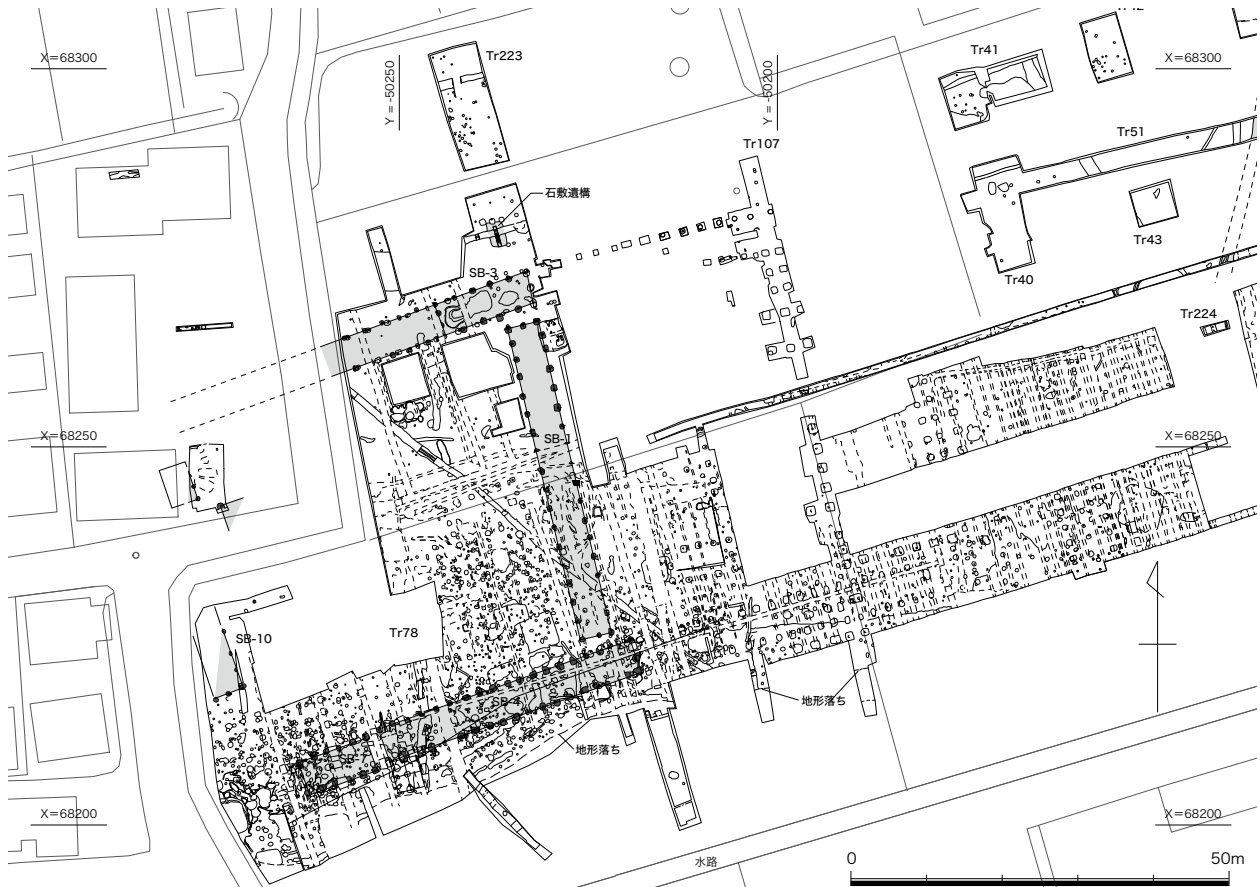 Tr41
X=68300
Tr223
Y = -50250
Y = -50200
X=68300
Tr51
Tr107
石敷遺構
Tr43
SB-3
Tr40
Tr224
X=68250
SB-1
X=68250
Tr78
SB-10
地形落ち
地形落ち
X=68200
X=68200
水路
0
50m